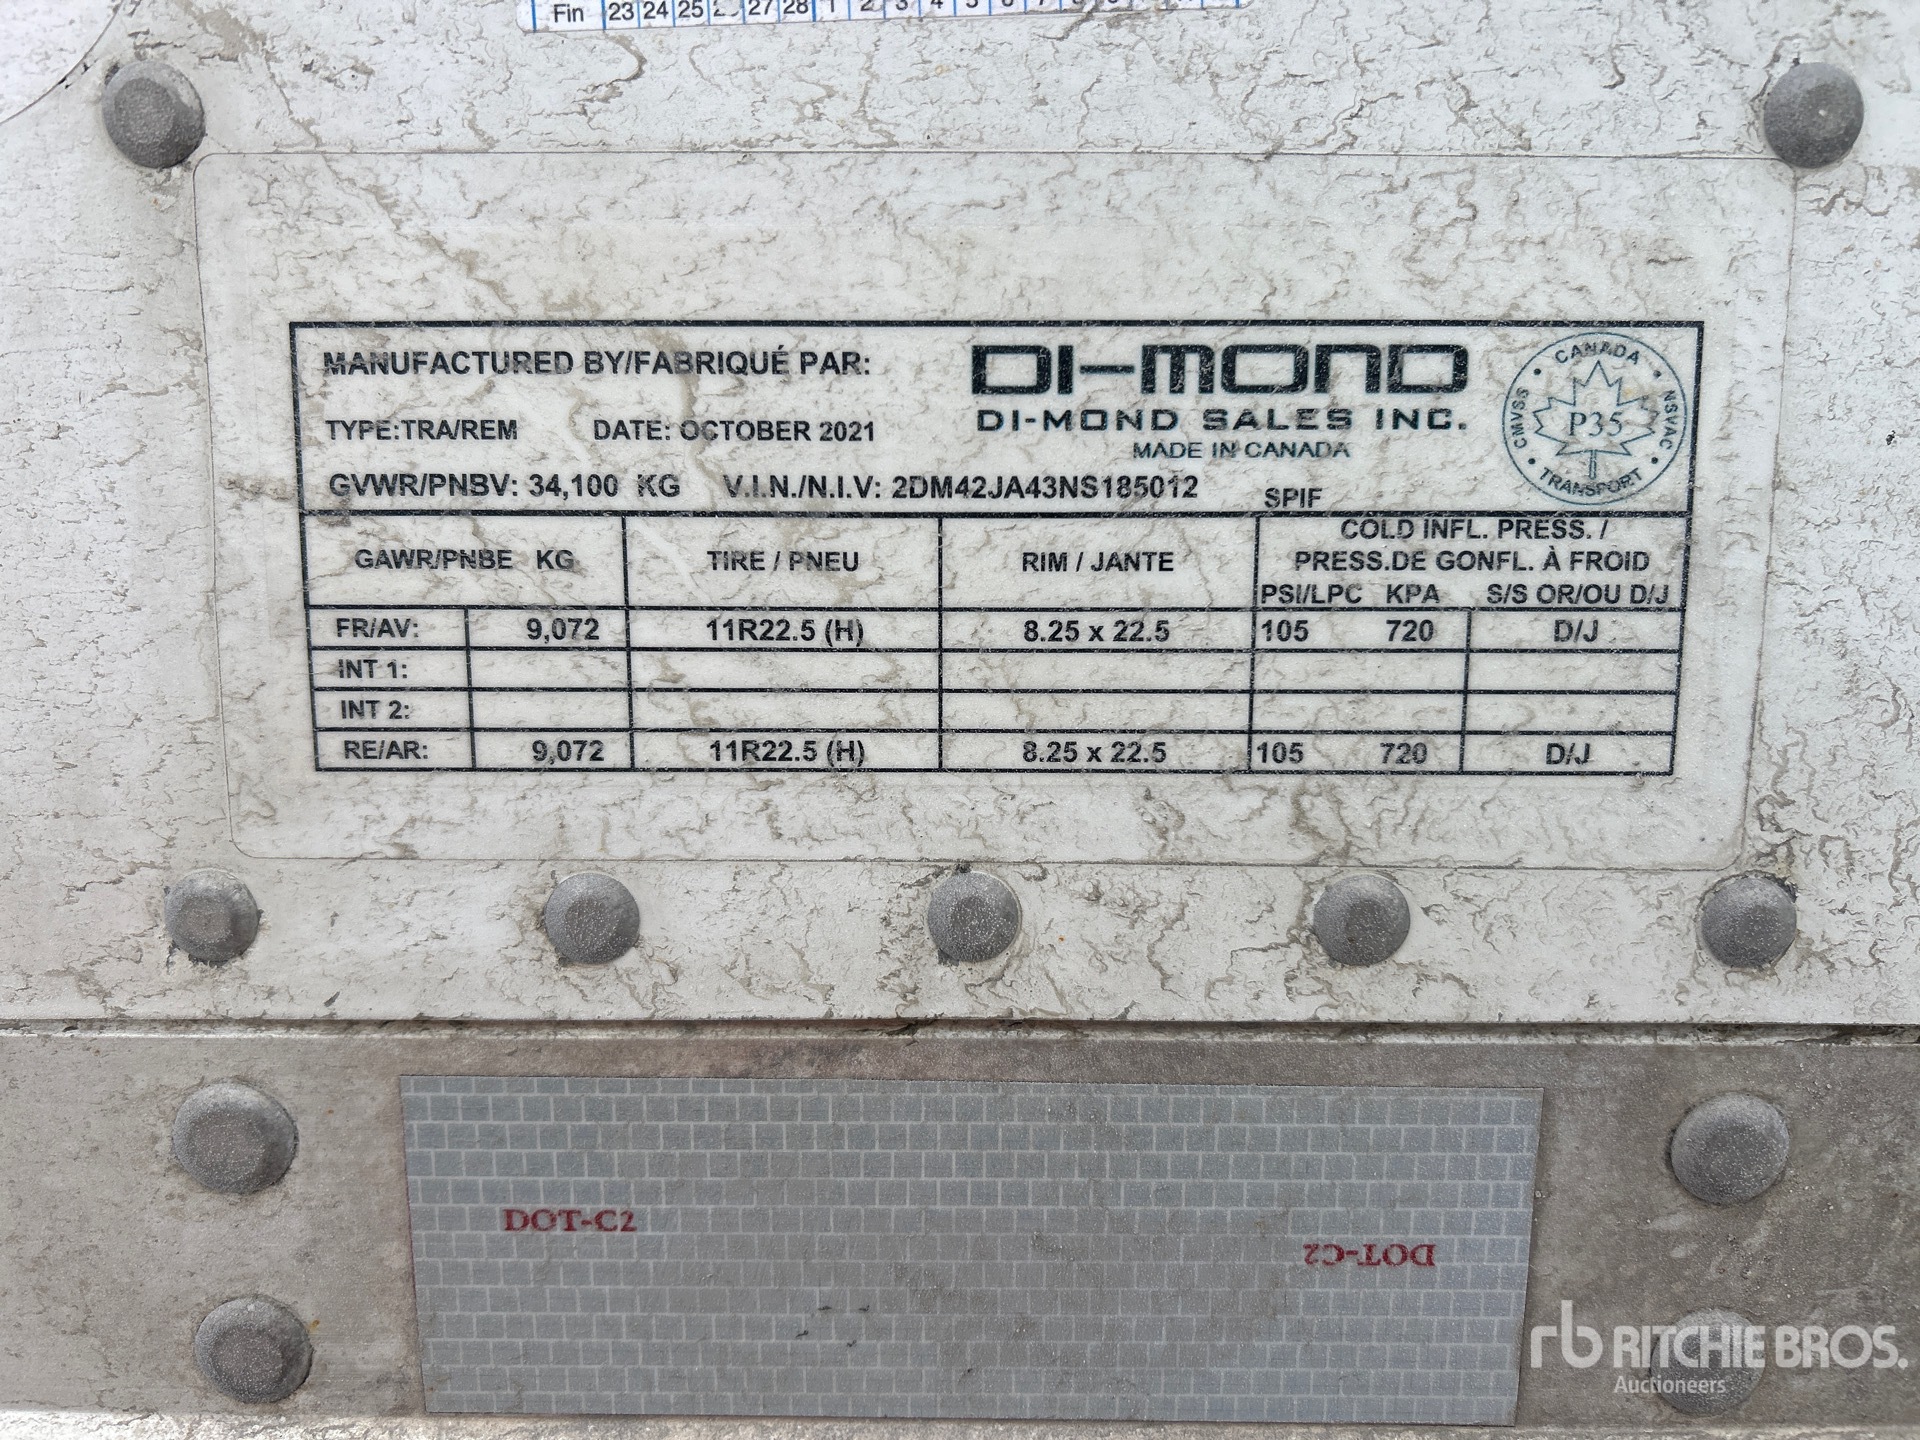 Fin 23 24 25 27 28 1 2 3 4 5 6 7
MANUFACTURED BY/FABRIQUÉ PAR:
DI-MOND
DI-MOND SALES INC.
MADE IN CANADA
CANADA
CMVSS • NSVAC
P35
TRANSPORT
TYPE:TRA/REM DATE: OCTOBER 2021
GVWR/PNBV: 34,100 KG V.I.N./N.I.V: 2DM42JA43NS185012 SPIF
GAWR/PNBE KG TIRE / PNEU RIM / JANTE COLD INFL. PRESS. /
PRESS.DE GONFL. À FROID
PSI/LPC KPA S/S OR/OU D/J
FR/AV: 9,072 11R22.5 (H) 8.25 x 22.5 105 720 D/J
INT 1:
INT 2:
RE/AR: 9,072 11R22.5 (H) 8.25 x 22.5 105 720 D/J
DOT-C2
DOT-C2
rb RITCHIE BROS.
Auctioneers